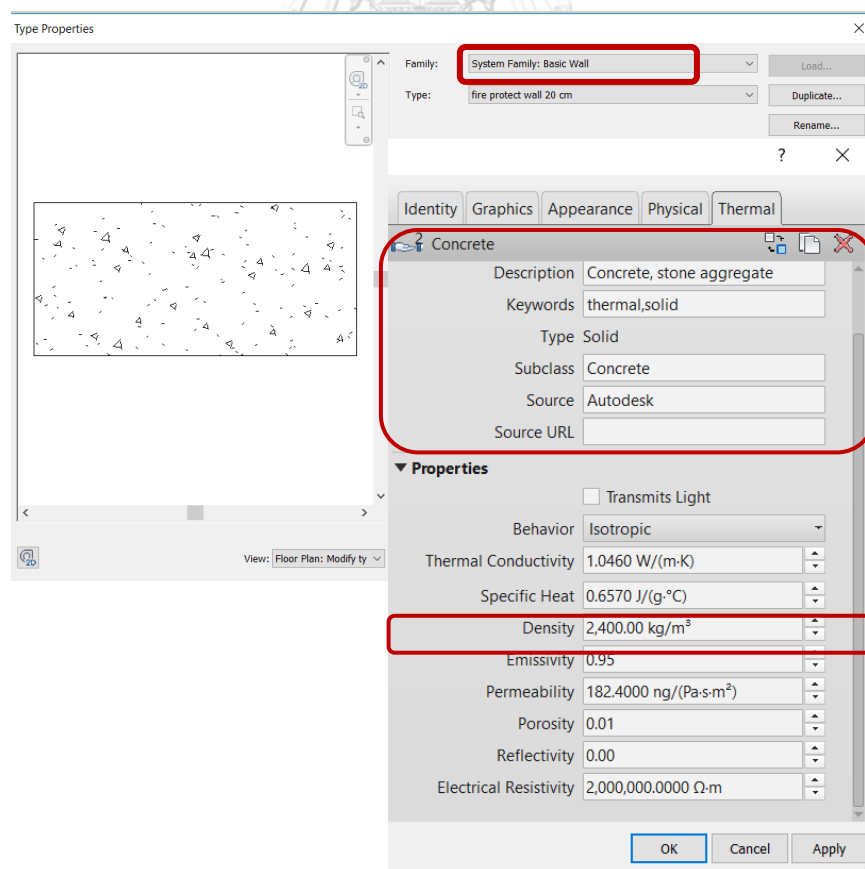 Type Properties
Family: System Family: Basic Wall Load...
Type: fire protect wall 20 cm Duplicate...
Rename...
?
Identity Graphics Appearance Physical Thermal
2 Concrete
Description Concrete, stone aggregate
Keywords thermal,solid
Type Solid
Subclass Concrete
Source Autodesk
Source URL
Properties
Transmits Light
Behavior Isotropic
Thermal Conductivity 1.0460 W/(m·K)
Specific Heat 0.6570 J/(g·°C)
Density 2,400.00 kg/m³
Emissivity 0.95
Permeability 182.4000 ng/(Pa·s·m²)
Porosity 0.01
Reflectivity 0.00
Electrical Resistivity 2,000,000.0000 Ω·m
2D
2D View: Floor Plan: Modify ty
OK Cancel Apply